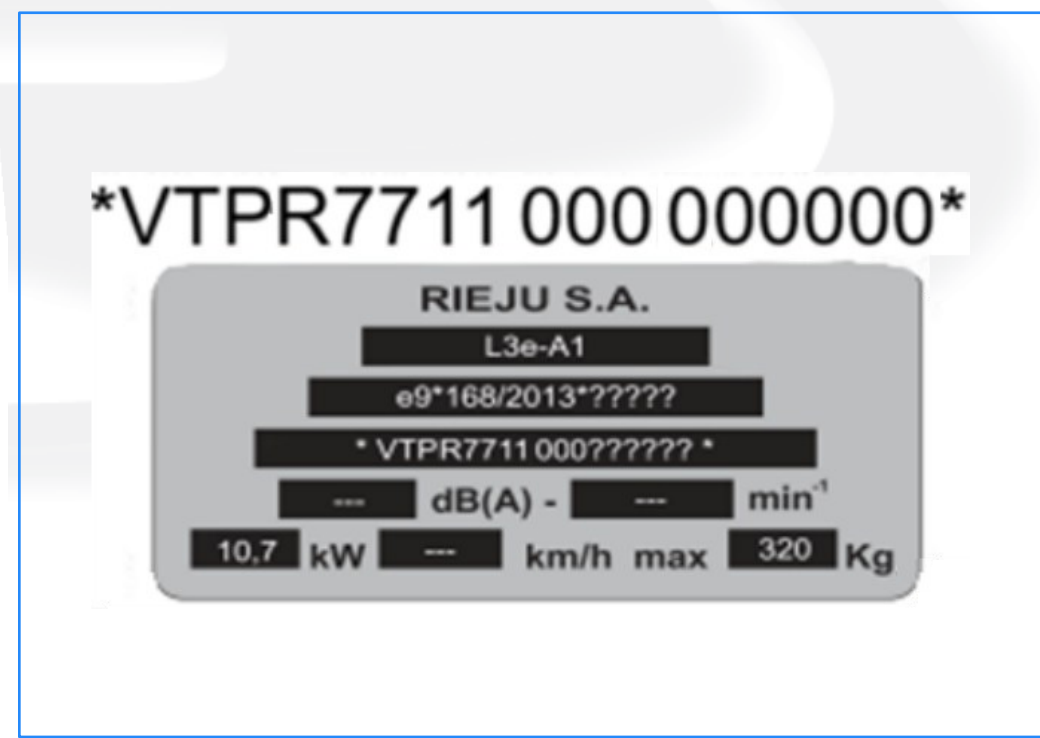 *VTPR7711 000 000000*
RIEJU S.A.
L3e-A1
e9*168/2013*?????
* VTPR7711 000?????? *
--- dB(A) - --- min⁻¹
10,7 kW --- km/h max 320 Kg